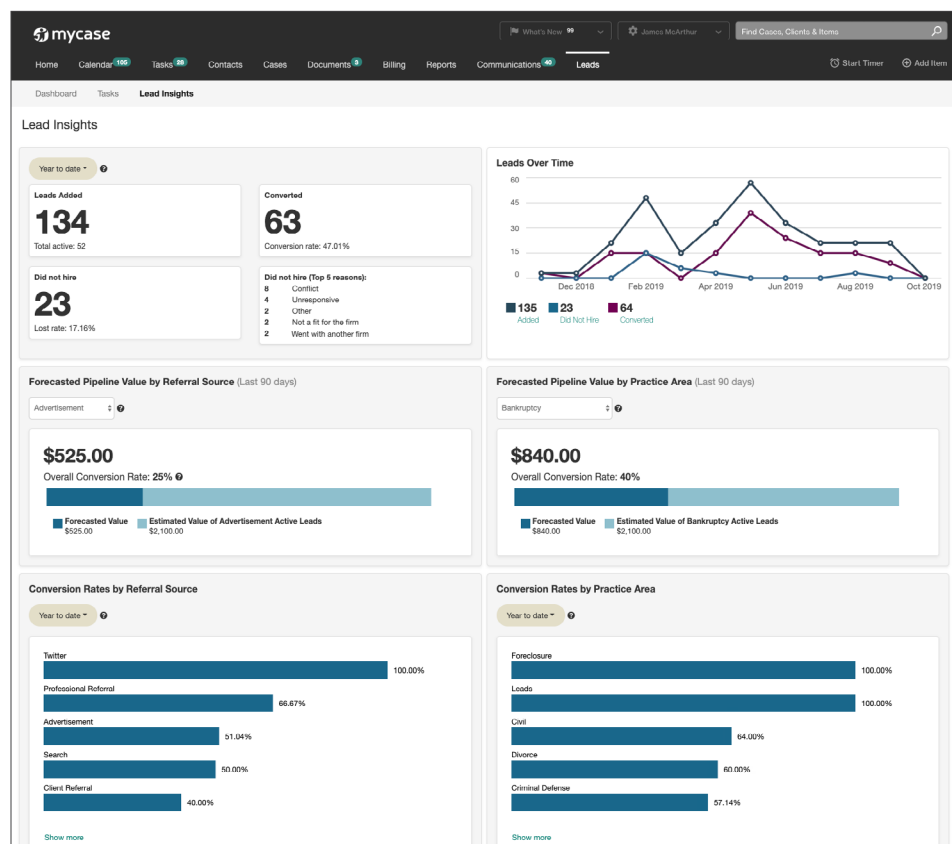 mycase
What's New 99
James McArthur
Find Cases, Clients & Items
Home Calendar 105 Tasks 28 Contacts Cases Documents 3 Billing Reports Communications 40 Leads Start Timer Add Item
Dashboard Tasks Lead Insights
Lead Insights
Year to date
Leads Added
134
Total active: 52
Converted
63
Conversion rate: 47.01%
Did not hire
23
Lost rate: 17.16%
Did not hire (Top 5 reasons):
8 Conflict
4 Unresponsive
2 Other
2 Not a fit for the firm
2 Went with another firm
Leads Over Time
60
45
30
15
0
Dec 2018 Feb 2019 Apr 2019 Jun 2019 Aug 2019 Oct 2019
135 23 64
Added Did Not Hire Converted
Forecasted Pipeline Value by Referral Source (Last 90 days)
Advertisement
$525.00
Overall Conversion Rate: 25%
Forecasted Value Estimated Value of Advertisement Active Leads
$525.00 $2,100.00
Forecasted Pipeline Value by Practice Area (Last 90 days)
Bankruptcy
$840.00
Overall Conversion Rate: 40%
Forecasted Value Estimated Value of Bankruptcy Active Leads
$840.00 $2,100.00
Conversion Rates by Referral Source
Year to date
Twitter
100.00%
Professional Referral
66.67%
Advertisement
51.04%
Search
50.00%
Client Referral
40.00%
Show more
Conversion Rates by Practice Area
Year to date
Foreclosure
100.00%
Leads
100.00%
Civil
64.00%
Divorce
60.00%
Criminal Defense
57.14%
Show more